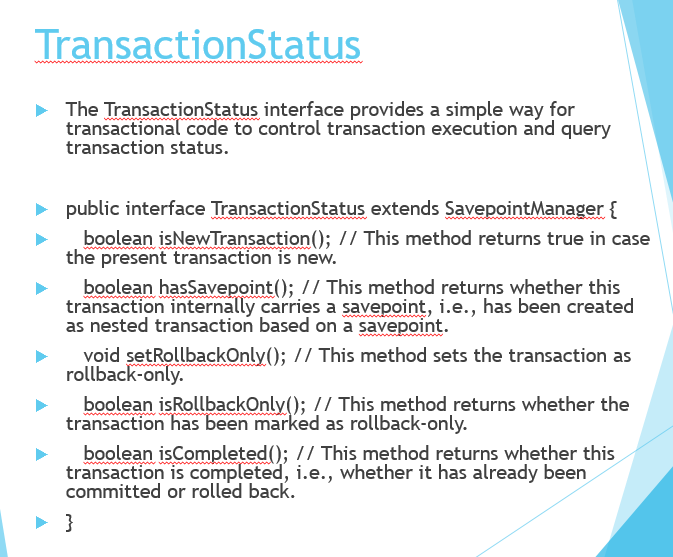 TransactionStatus
The TransactionStatus interface provides a simple way for
transactional code to control transaction execution and query
transaction status.
public interface TransactionStatus extends SavepointManager {
boolean isNewTransaction(); // This method returns true in case
the present transaction is new.
boolean hasSavepoint(); // This method returns whether this
transaction internally carries a savepoint, i.e., has been created
as nested transaction based on a savepoint.
void setRollbackOnly(); // This method sets the transaction as
rollback-only.
boolean isRollbackOnly(); // This method returns whether the
transaction has been marked as rollback-only.
boolean isCompleted(); // This method returns whether this
transaction is completed, i.e., whether it has already been
committed or rolled back.
}